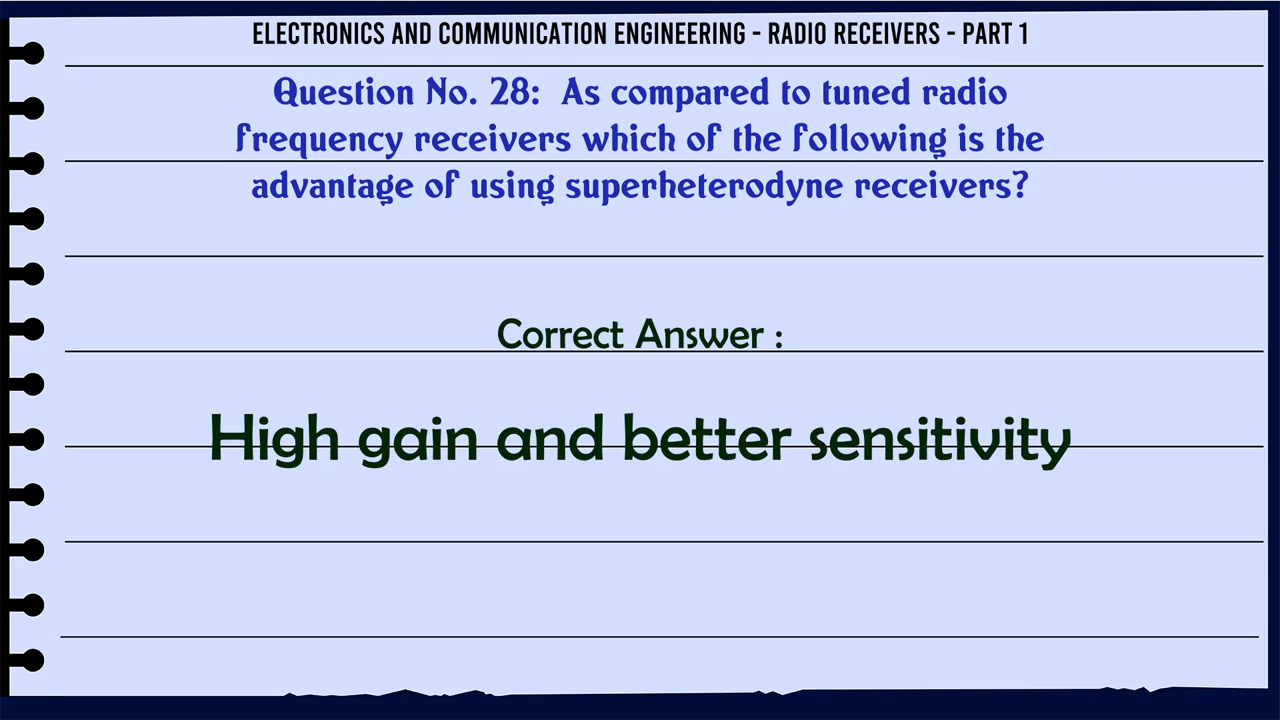 ELECTRONICS AND COMMUNICATION ENGINEERING - RADIO RECEIVERS - PART 1
Question No. 28:  As compared to tuned radio
frequency receivers which of the following is the
advantage of using superheterodyne receivers?
Correct Answer :
High gain and better sensitivity